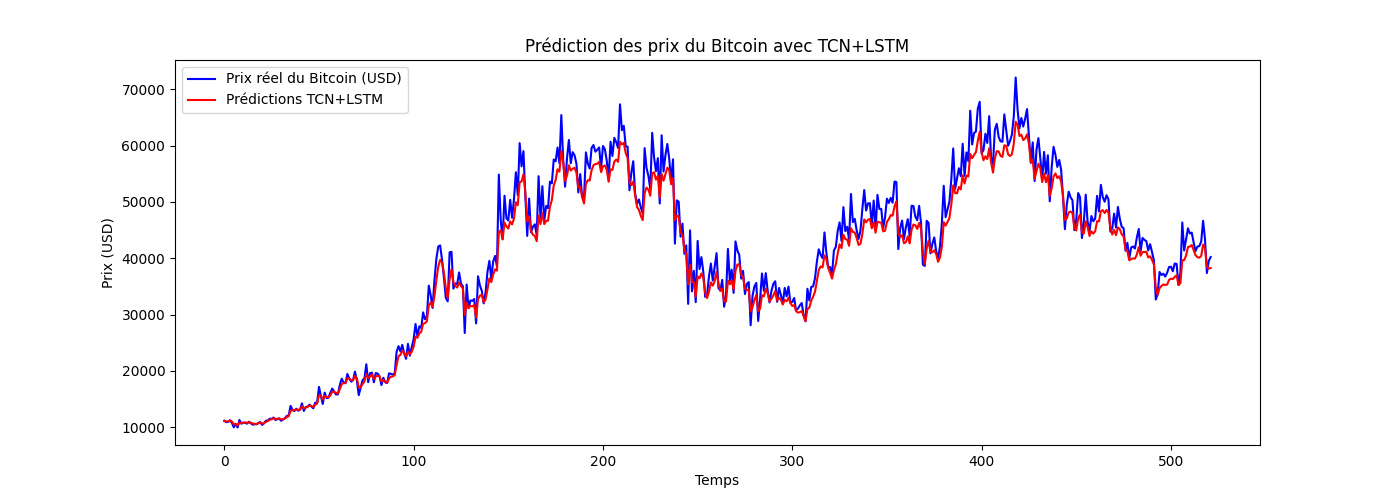 Prédiction des prix du Bitcoin avec TCN+LSTM
Prix réel du Bitcoin (USD)
Prédictions TCN+LSTM
Prix (USD)
70000
60000
50000
40000
30000
20000
10000
0
100
200
300
400
500
Temps